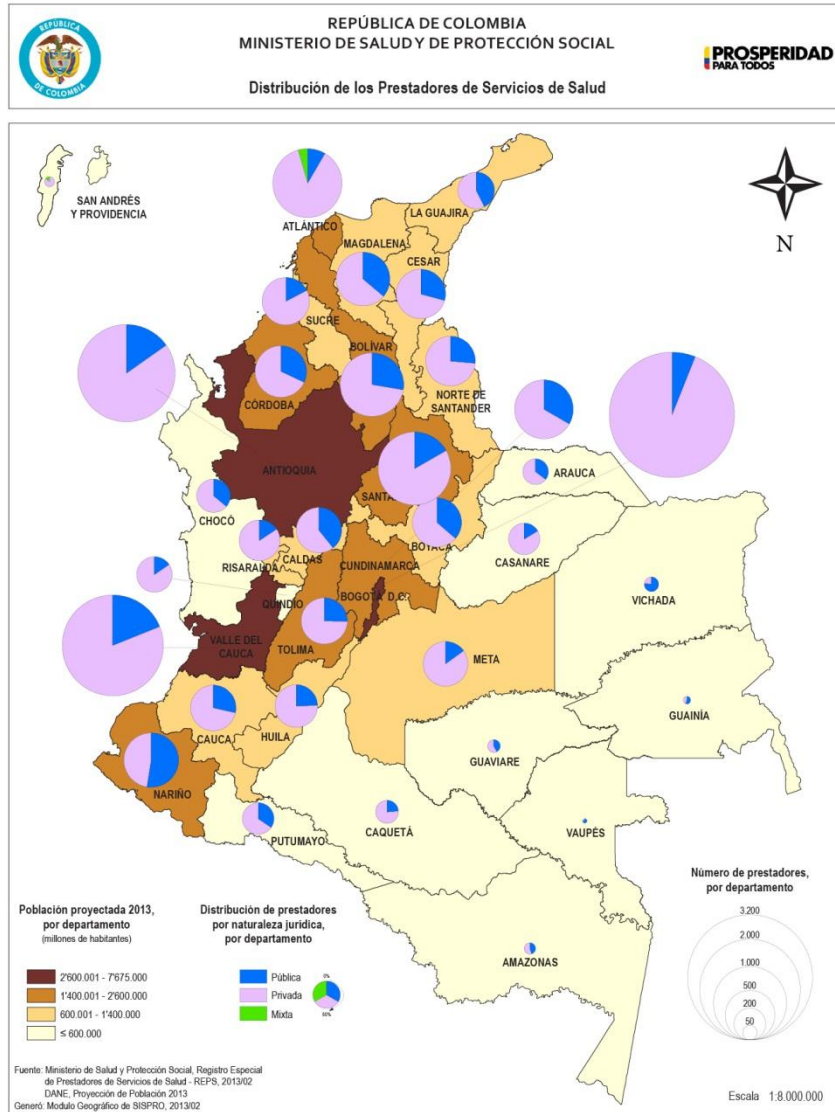 REPÚBLICA DE COLOMBIA
MINISTERIO DE SALUD Y DE PROTECCIÓN SOCIAL
Distribución de los Prestadores de Servicios de Salud
REPÚBLICA
DE COLOMBIA
PROSPERIDAD
PARA TODOS
SAN ANDRÉS
Y PROVIDENCIA
N
ATLÁNTICO
LA GUAJIRA
MAGDALENA
CESAR
SUCRE
BOLÍVAR
CÓRDOBA
NORTE DE
SANTANDER
ANTIOQUIA
SANTA
ARAUCA
CHOCÓ
BOYACÁ
CASANARE
RISARALDA
CALDAS
CUNDINAMARCA
VICHADA
QUINDÍO
BOGOTÁ D.C.
VALLE DEL
CAUCA
TOLIMA
META
GUAINÍA
CAUCA
HUILA
GUAVIARE
NARIÑO
PUTUMAYO
CAQUETÁ
VAUPÉS
AMAZONAS
Población proyectada 2013,
por departamento
(millones de habitantes)
2'600.001 - 7'675.000
1'400.001 - 2'600.000
600.001 - 1'400.000
≤ 600.000
Distribución de prestadores
por naturaleza jurídica,
por departamento
Pública
Privada
Mixta
0%
Número de prestadores,
por departamento
3.200
2.000
1.000
500
200
50
Fuente: Ministerio de Salud y Protección Social, Registro Especial
de Prestadores de Servicios de Salud - REPS, 2013/02
DANE, Proyección de Población 2013
Generó: Modulo Geográfico de SISPRO, 2013/02
Escala 1:8.000.000